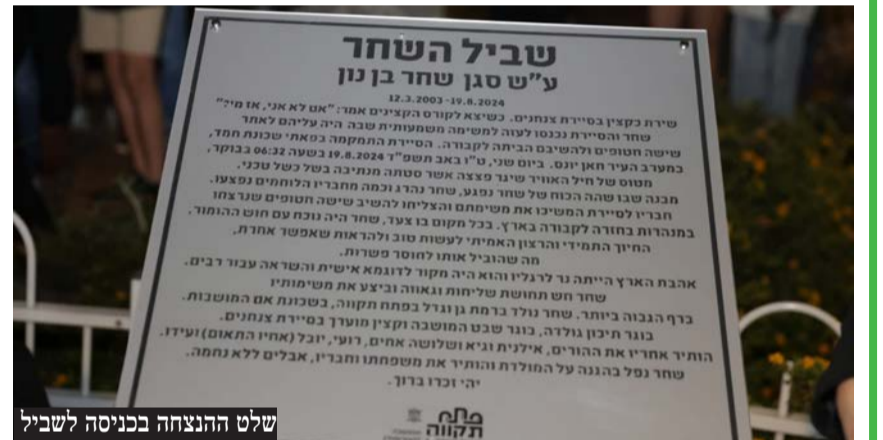 שביל השחר
ע"ש סגן שחר בן נון
12.3.2003-19.8.2024
שירת כקצין בסיירת צנחנים. כשיצא לקורס הקצינים אמר: "אם לא אני, אז מי?"
שחר והסיירת נכנסו לעזה למשימה משמעותית שבה היה עליהם לאתר
שישה חטופים ולהשיבם הביתה לקבורה. הסיירת התמקמה בפאתי שכונת חמד,
במערב העיר חאן יונס. ביום שני, ט"ו באב תשפ"ד 19.8.2024 בשעה 06:32 בבוקר,
מטוס של חיל האוויר שיגר פצצה אשר סטתה מנתיבה בשל כשל טכני.
מבנה שבו שהה הכוח של שחר נפגע, שחר נהרג וכמה מחבריו הלוחמים נפצעו.
חבריו לסיירת המשיכו את משימתם והצליחו להשיב שישה חטופים שנרצחו
במנהרות בחזרה לקבורה בארץ. בכל מקום בו צעד, שחר היה נוכח עם חוש ההומור,
החיוך התמידי והרצון האמיתי לעשות טוב ולהראות שאפשר אחרת,
מה שהוביל אותו לחוסר פשרות.
אהבת הארץ הייתה נר לרגליו והוא היה מקור לדוגמא אישית והשראה עבור רבים.
שחר חש תחושת שליחות וגאווה וביצע את משימותיו
ברף הגבוה ביותר. שחר נולד ברמת גן וגדל בפתח תקווה, בשכונת אם המושבות.
בוגר תיכון גולדה, בוגר שבט המושבה וקצין מוערך בסיירת צנחנים.
הותיר אחריו את ההורים, אילנית וגיא ושלושה אחים, רועי, יובל (אחיו התאום) ועידו.
שחר נפל בהגנה על המולדת והותיר את משפחתו וחבריו, אבלים ללא נחמה.
יהי זכרו ברוך.
פתח
תקווה
שלט ההנצחה בכניסה לשביל